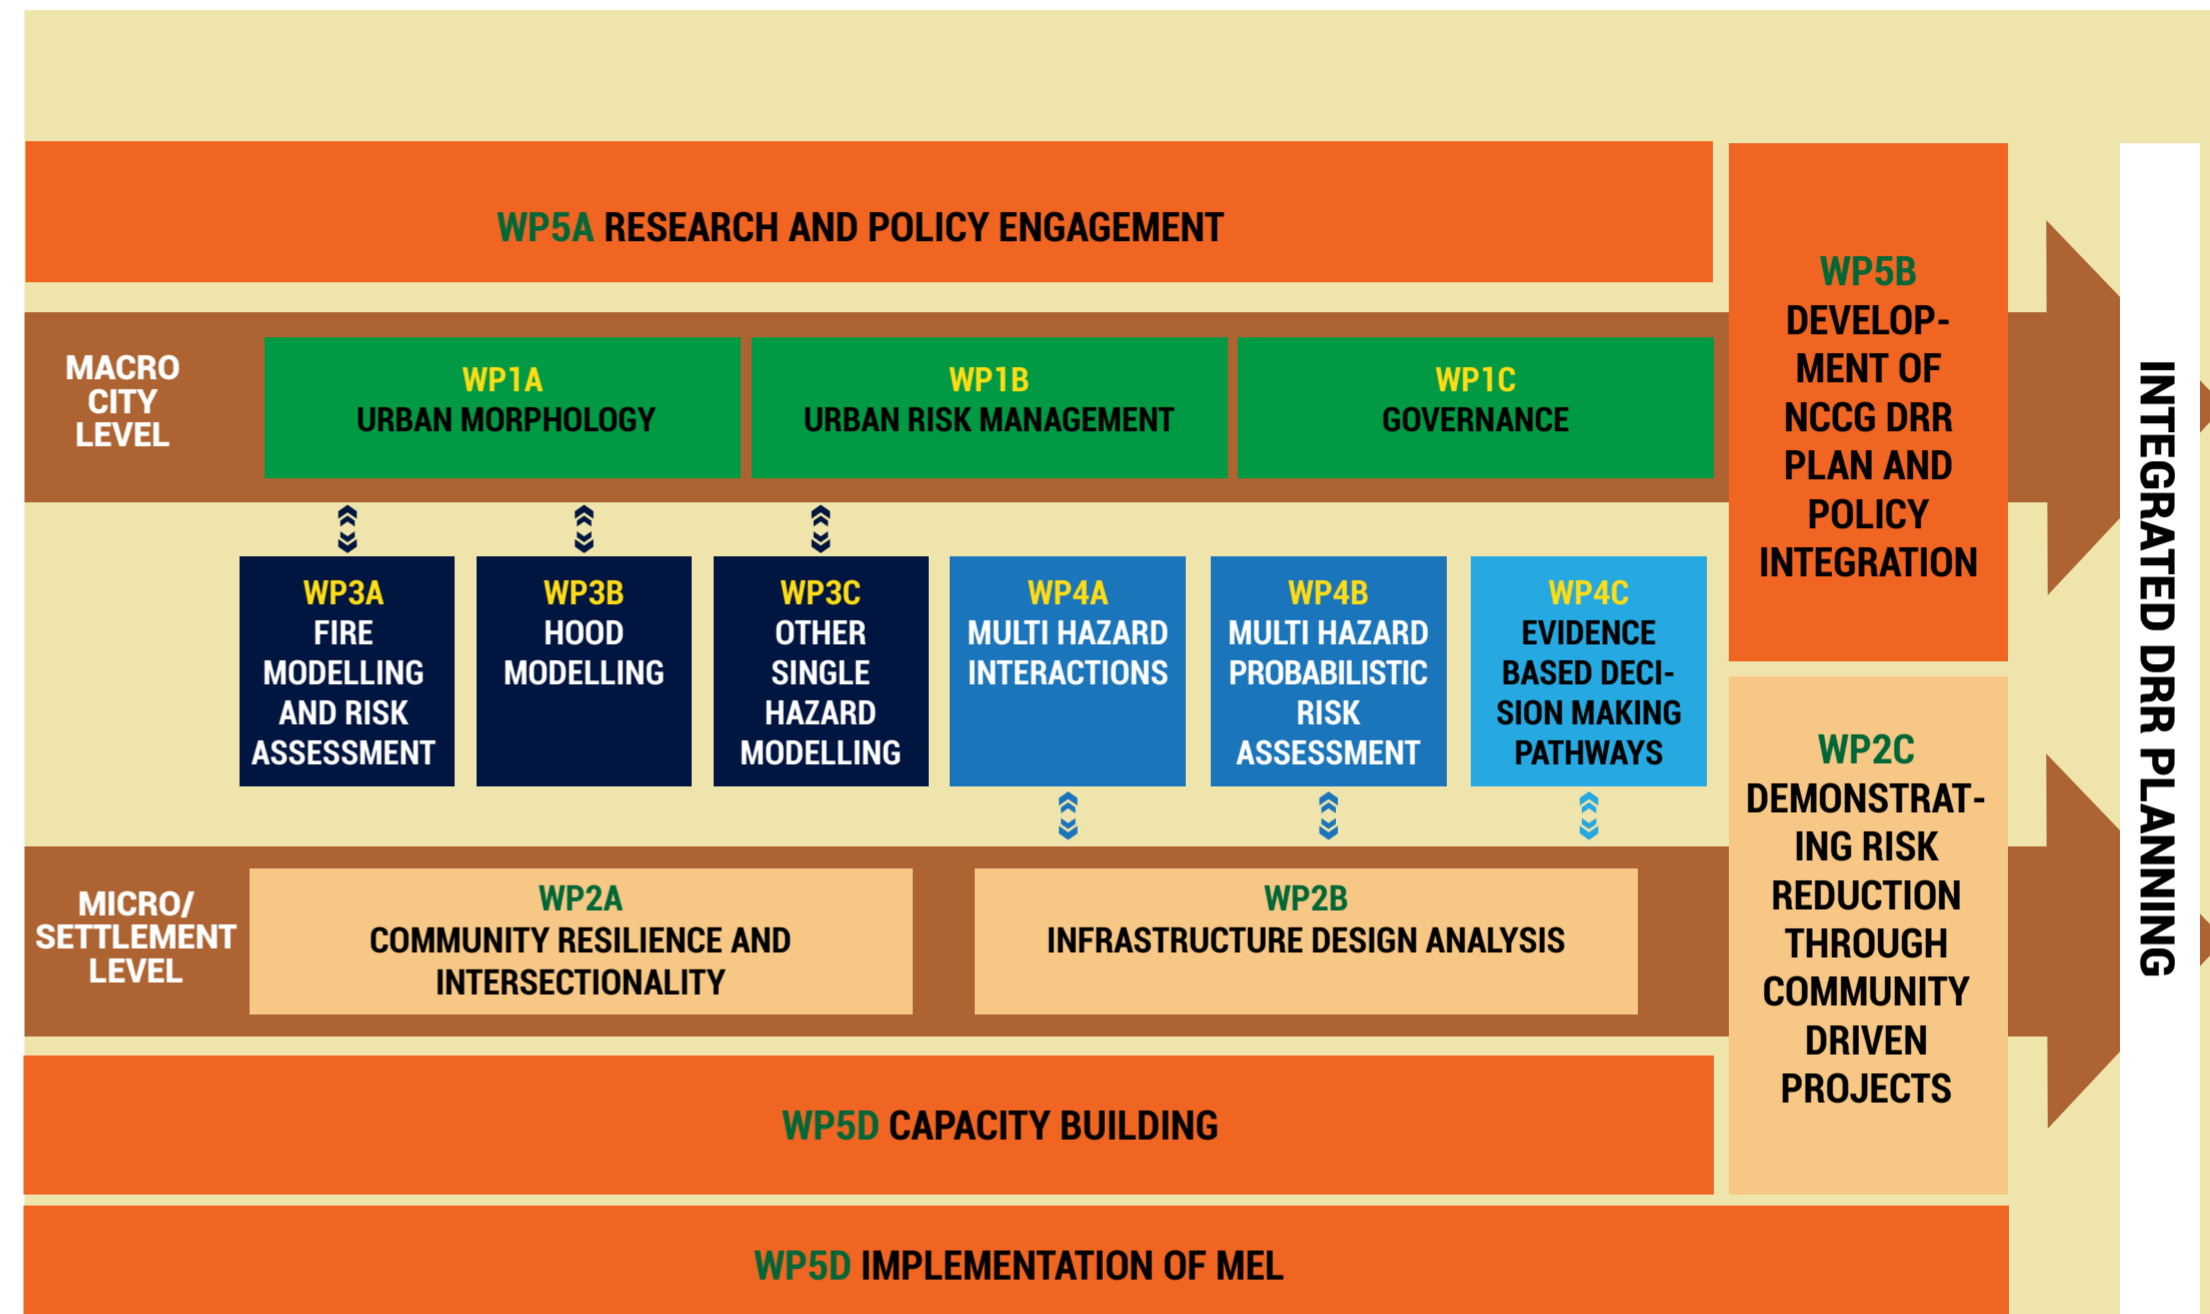 WP5A RESEARCH AND POLICY ENGAGEMENT
MACRO
CITY
LEVEL
WP1A
URBAN MORPHOLOGY
WP1B
URBAN RISK MANAGEMENT
WP1C
GOVERNANCE
WP3A
FIRE
MODELLING
AND RISK
ASSESSMENT
WP3B
HOOD
MODELLING
WP3C
OTHER
SINGLE
HAZARD
MODELLING
WP4A
MULTI HAZARD
INTERACTIONS
WP4B
MULTI HAZARD
PROBABILISTIC
RISK
ASSESSMENT
WP4C
EVIDENCE
BASED DECI-
SION MAKING
PATHWAYS
MICRO/
SETTLEMENT
LEVEL
WP2A
COMMUNITY RESILIENCE AND
INTERSECTIONALITY
WP2B
INFRASTRUCTURE DESIGN ANALYSIS
WP5D CAPACITY BUILDING
WP5D IMPLEMENTATION OF MEL
WP5B
DEVELOP-
MENT OF
NCCG DRR
PLAN AND
POLICY
INTEGRATION
WP2C
DEMONSTRAT-
ING RISK
REDUCTION
THROUGH
COMMUNITY
DRIVEN
PROJECTS
INTEGRATED DRR PLANNING